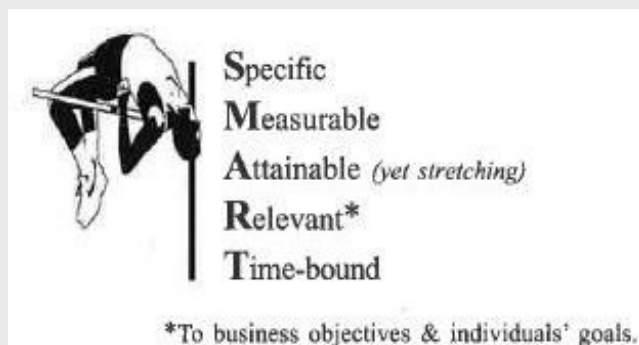 Specific
Measurable
Attainable (yet stretching)
Relevant*
Time-bound
*To business objectives & individuals' goals.